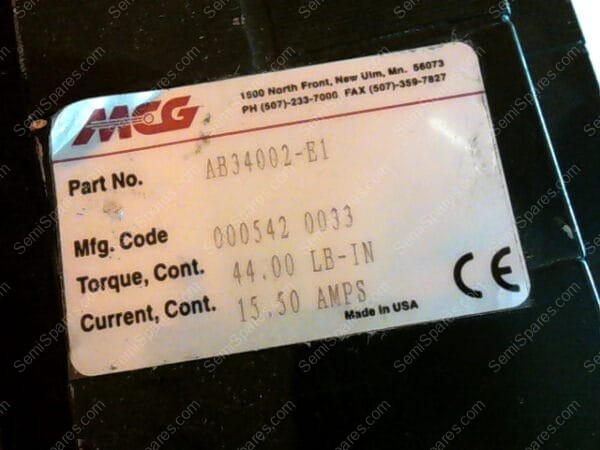 MCG
1500 North Front, New Ulm, Mn. 56073
PH (507)-233-7000 FAX (507)-359-7827
Part No. AB34002-E1
Mfg. Code 000542 0033
Torque, Cont. 44.00 LB-IN
Current, Cont. 15.50 AMPS
Made in USA
CE
SemiSpares.com